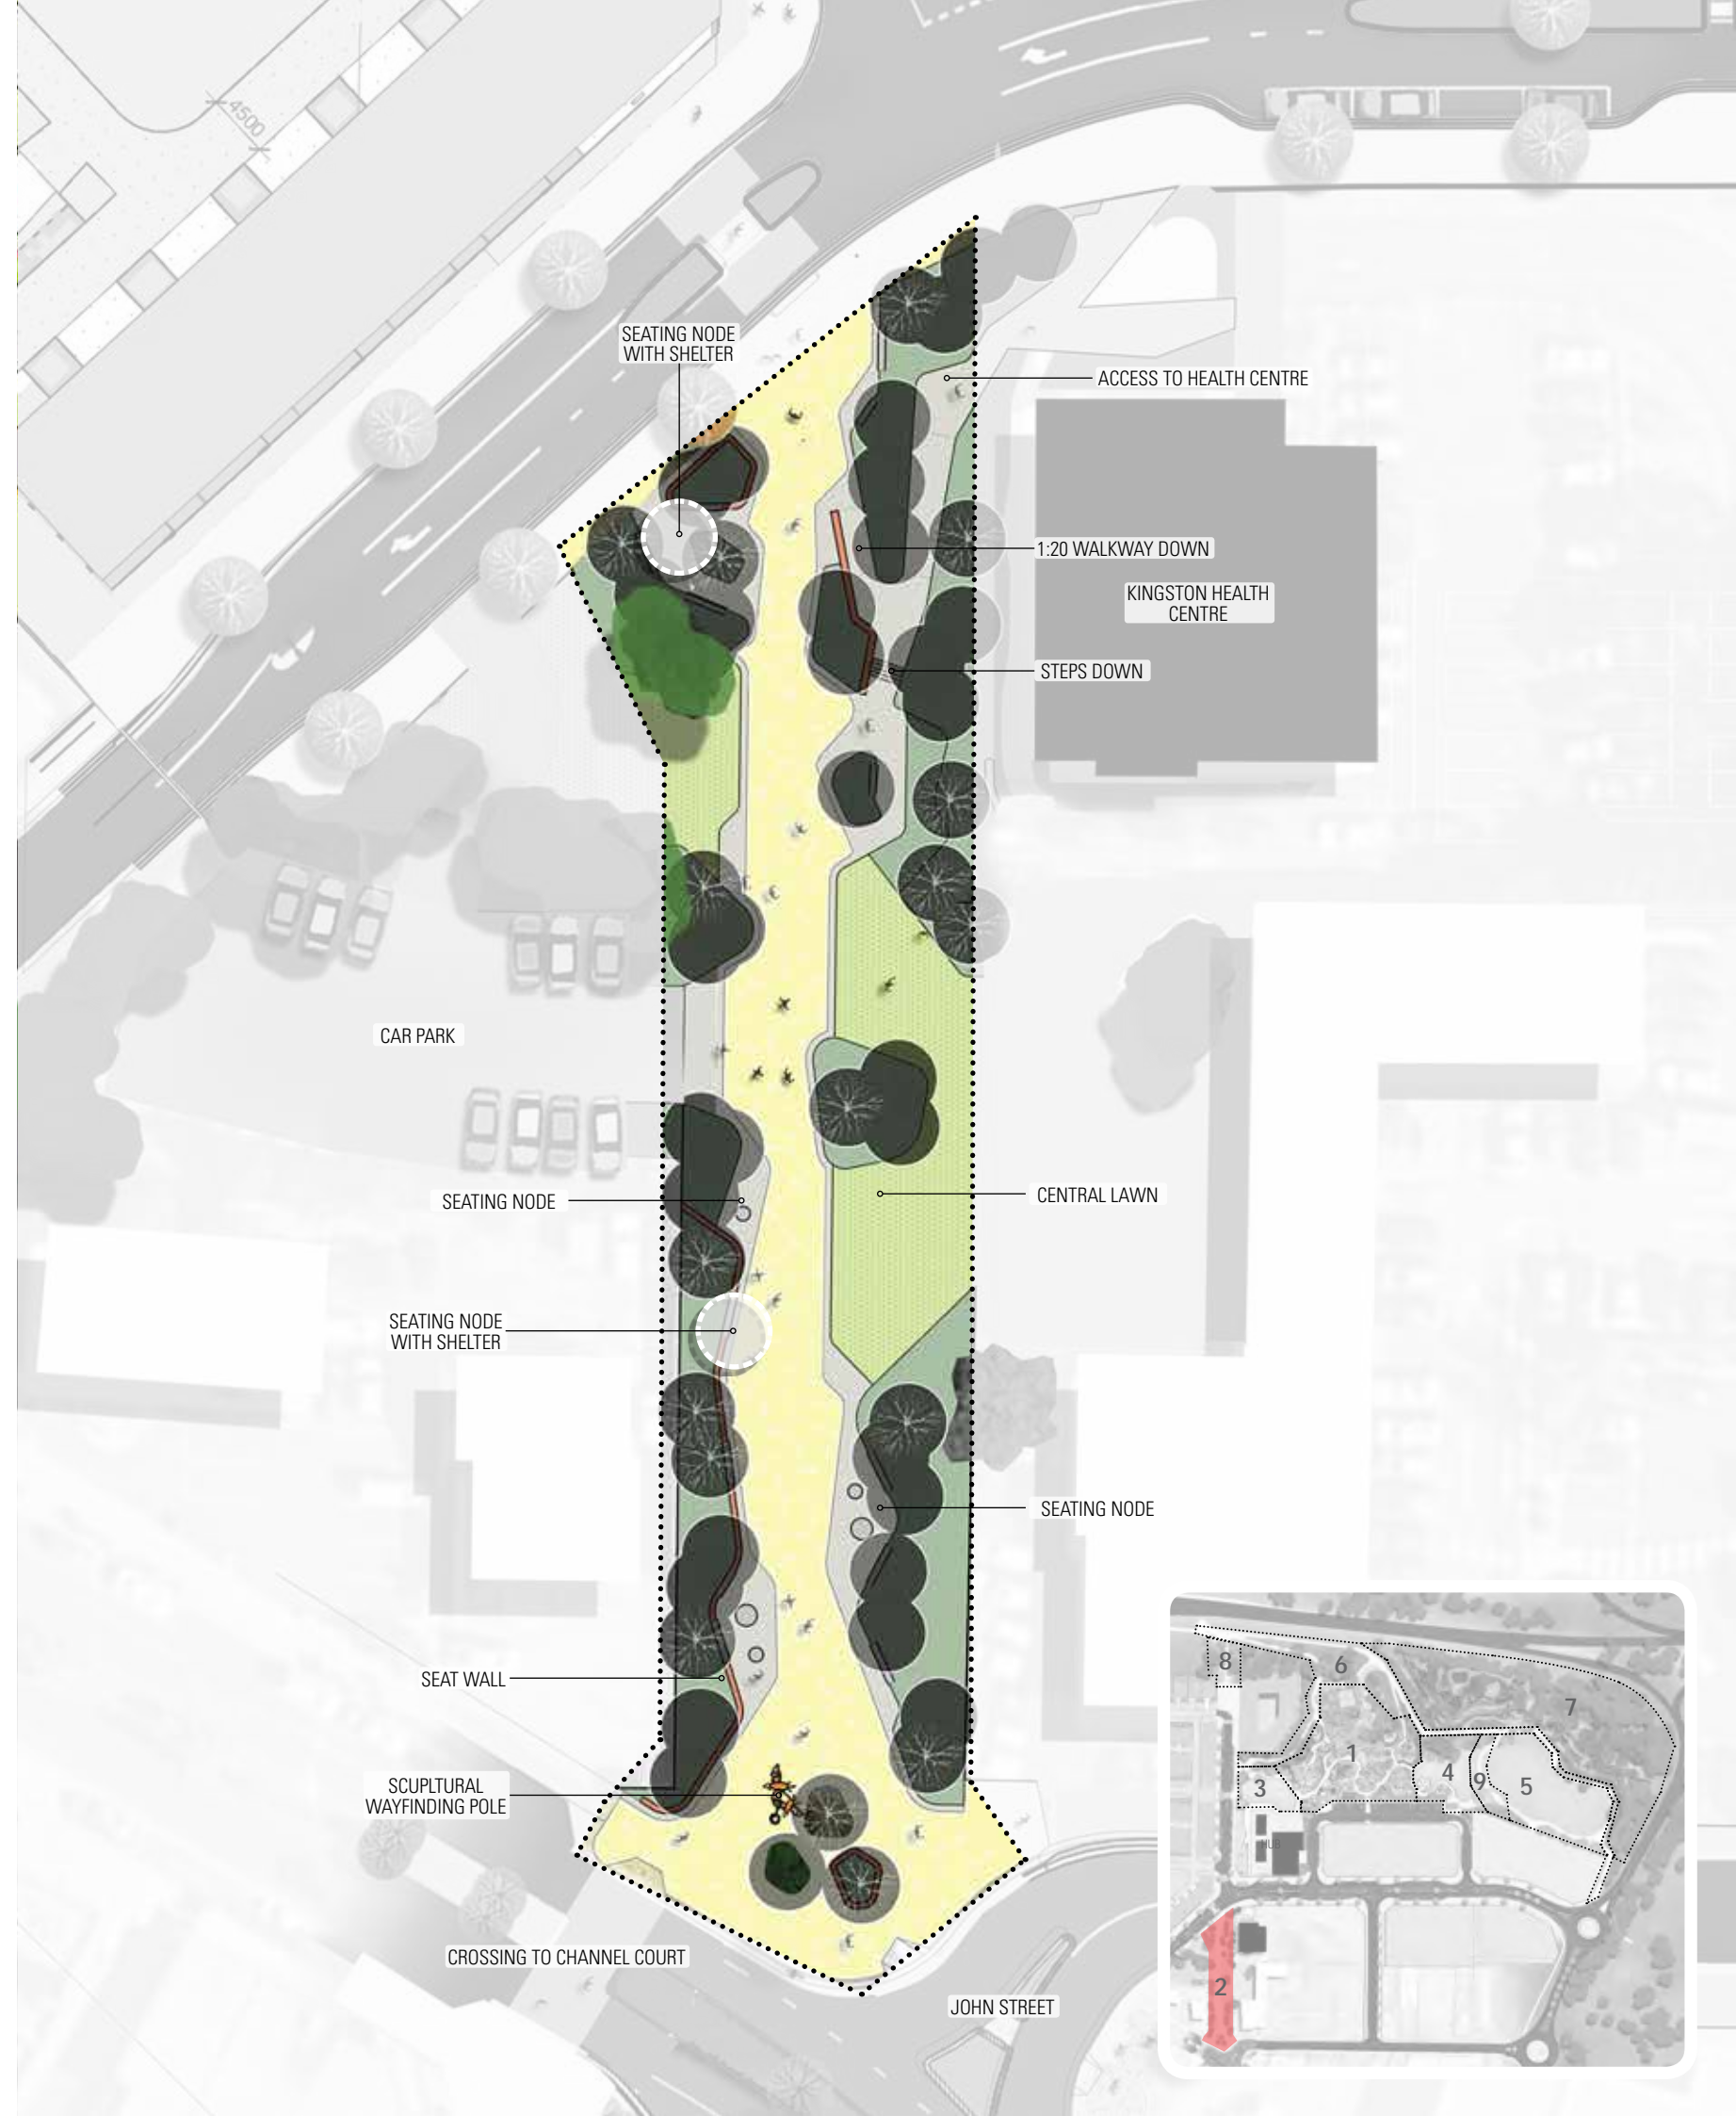 4500
SEATING NODE
WITH SHELTER
ACCESS TO HEALTH CENTRE
1:20 WALKWAY DOWN
KINGSTON HEALTH
CENTRE
STEPS DOWN
CAR PARK
SEATING NODE
CENTRAL LAWN
SEATING NODE
WITH SHELTER
SEATING NODE
SEAT WALL
SCUPLTURAL
WAYFINDING POLE
CROSSING TO CHANNEL COURT
JOHN STREET
8
6
7
1
3
4
9
5
HUB
2